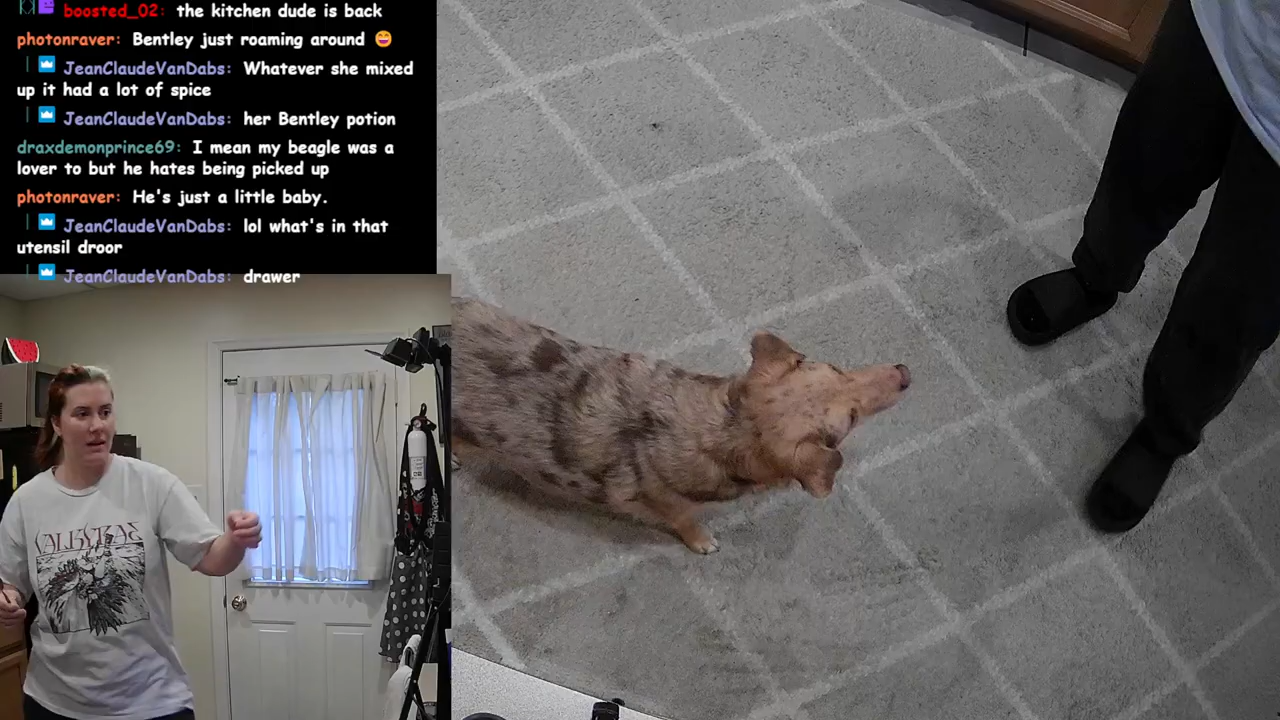 boosted_02: the kitchen dude is back
photonraver: Bentley just roaming around 😄
JeanClaudeVanDabs: Whatever she mixed
up it had a lot of spice
JeanClaudeVanDabs: her Bentley potion
draxdemonprince69: I mean my beagle was a
lover to but he hates being picked up
photonraver: He's just a little baby.
JeanClaudeVanDabs: lol what's in that
utensil droor
JeanClaudeVanDabs: drawer
VALKYRAE